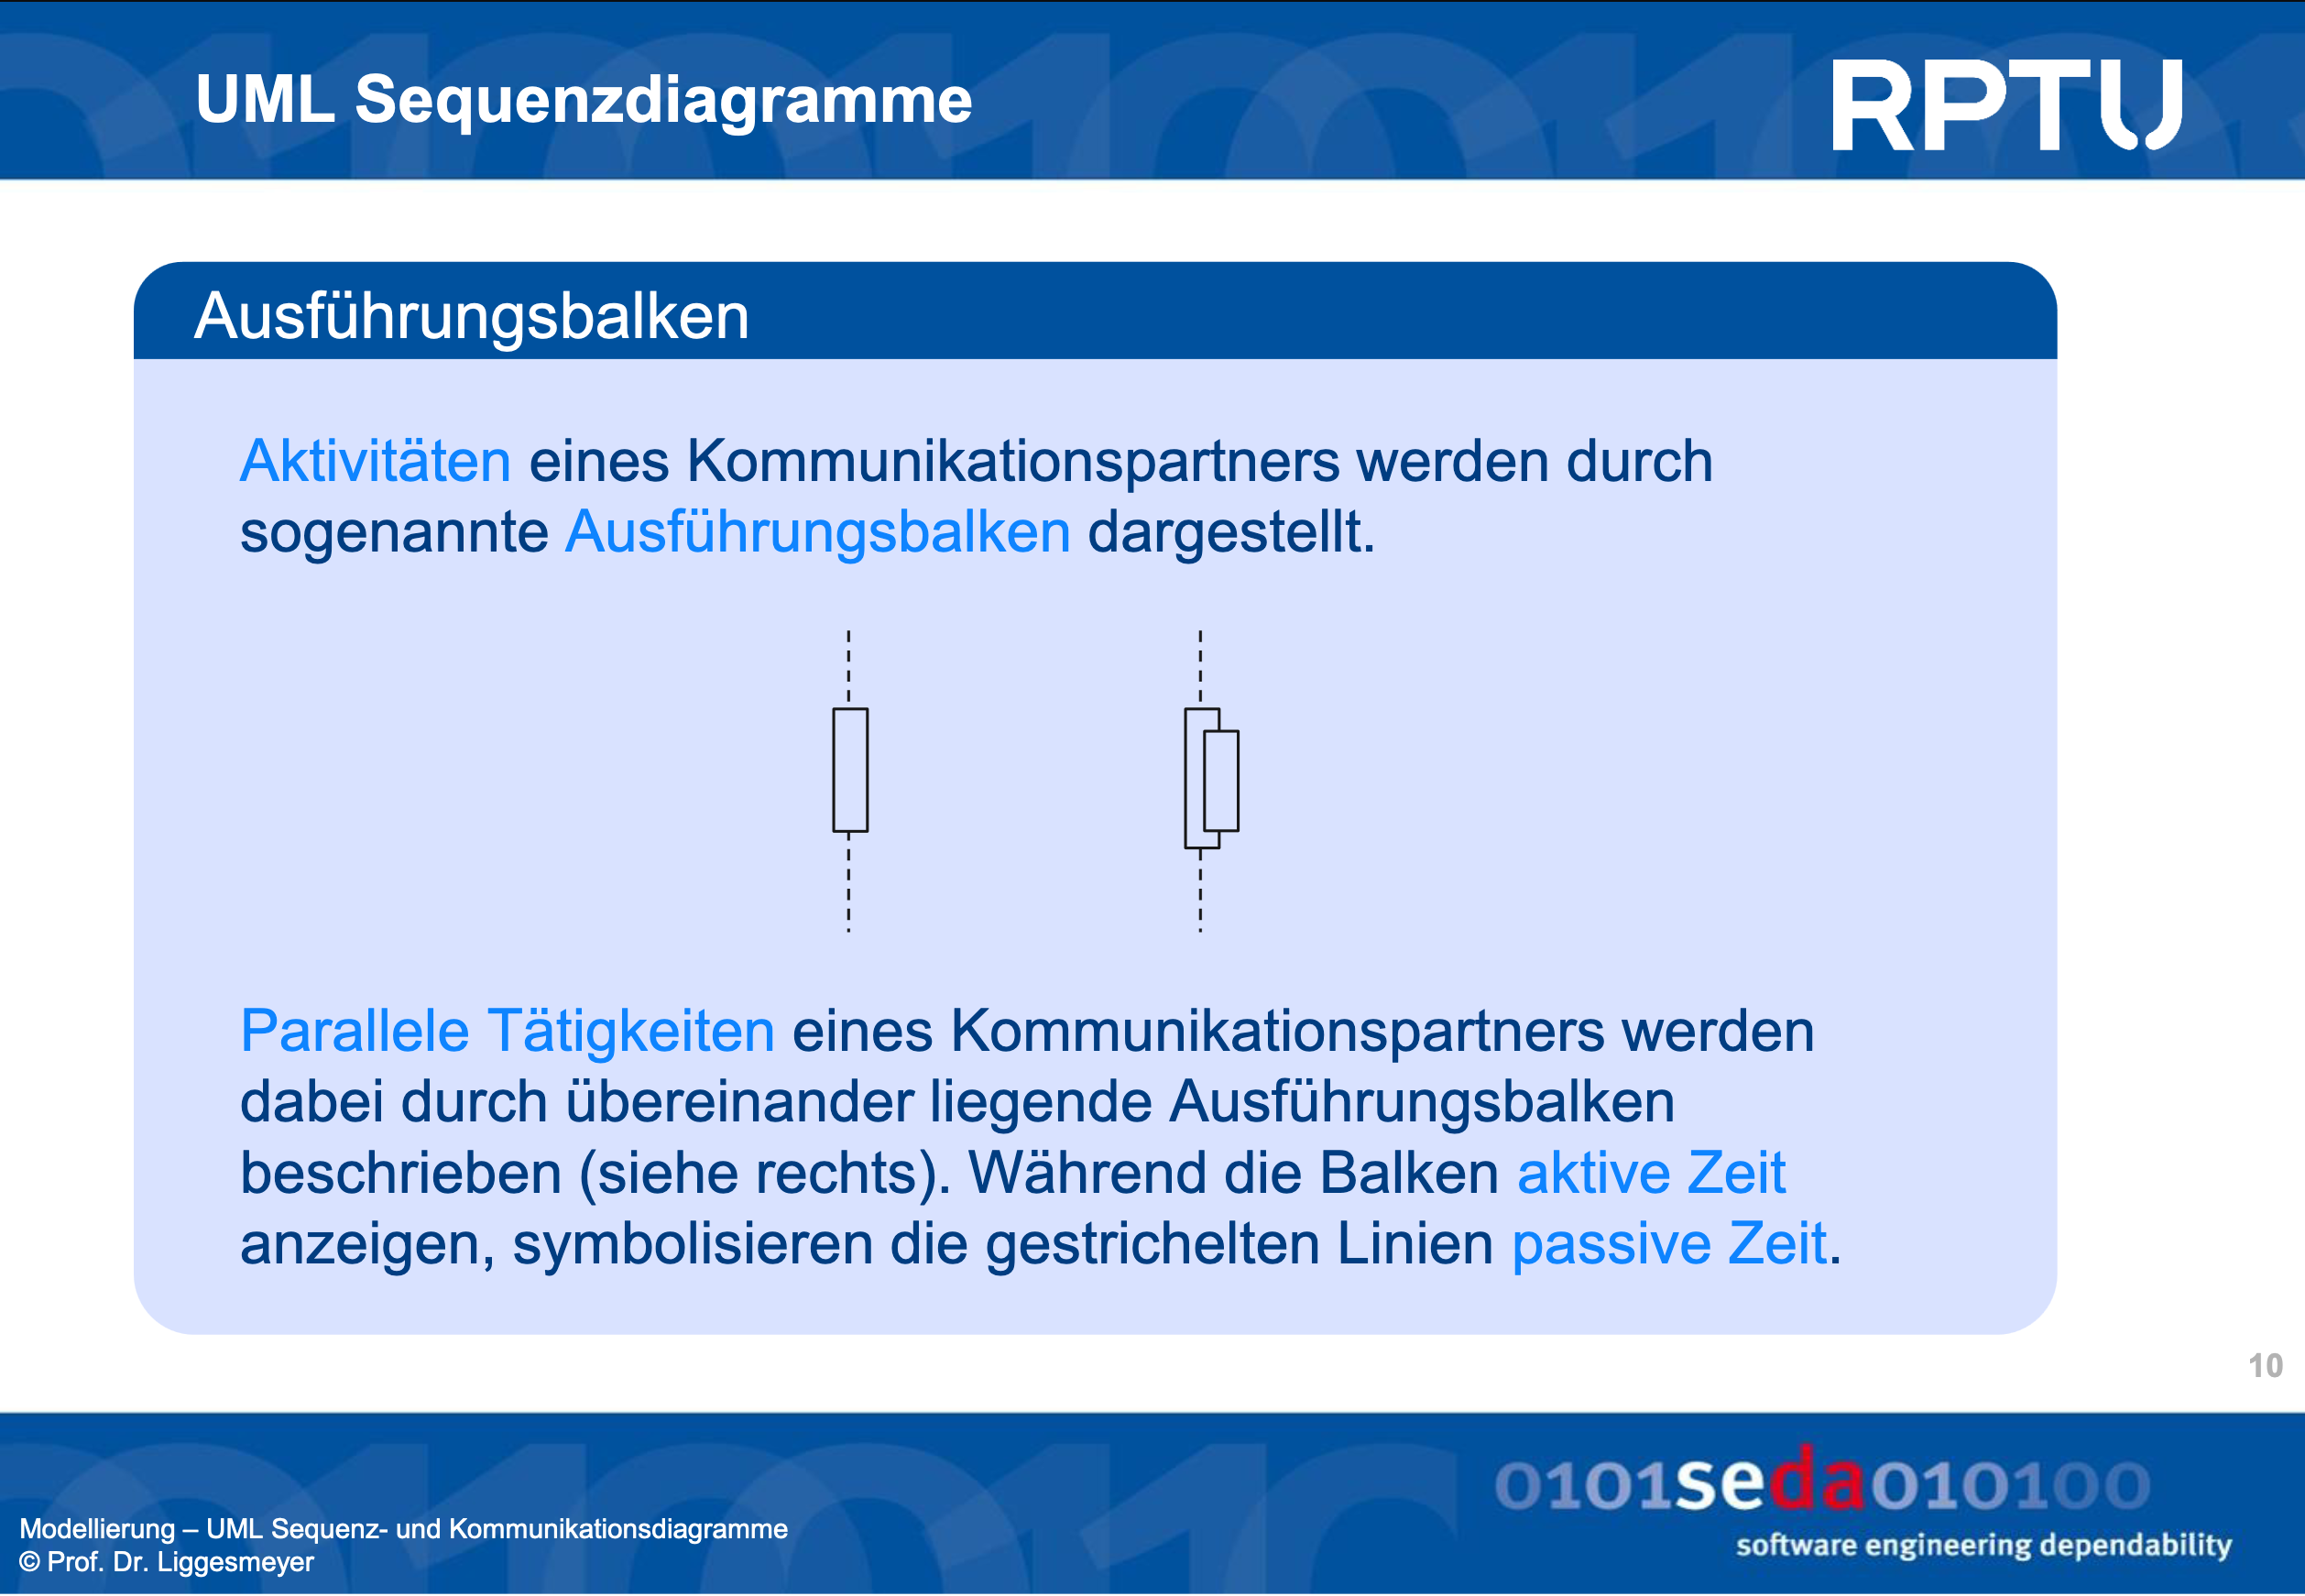 UML Sequenzdiagramme
RPTU
Ausführungsbalken
Aktivitäten eines Kommunikationspartners werden durch
sogenannte Ausführungsbalken dargestellt.
Parallele Tätigkeiten eines Kommunikationspartners werden
dabei durch übereinander liegende Ausführungsbalken
beschrieben (siehe rechts). Während die Balken aktive Zeit
anzeigen, symbolisieren die gestrichelten Linien passive Zeit.
10
0101seda010100
software engineering dependability
Modellierung – UML Sequenz- und Kommunikationsdiagramme
© Prof. Dr. Liggesmeyer